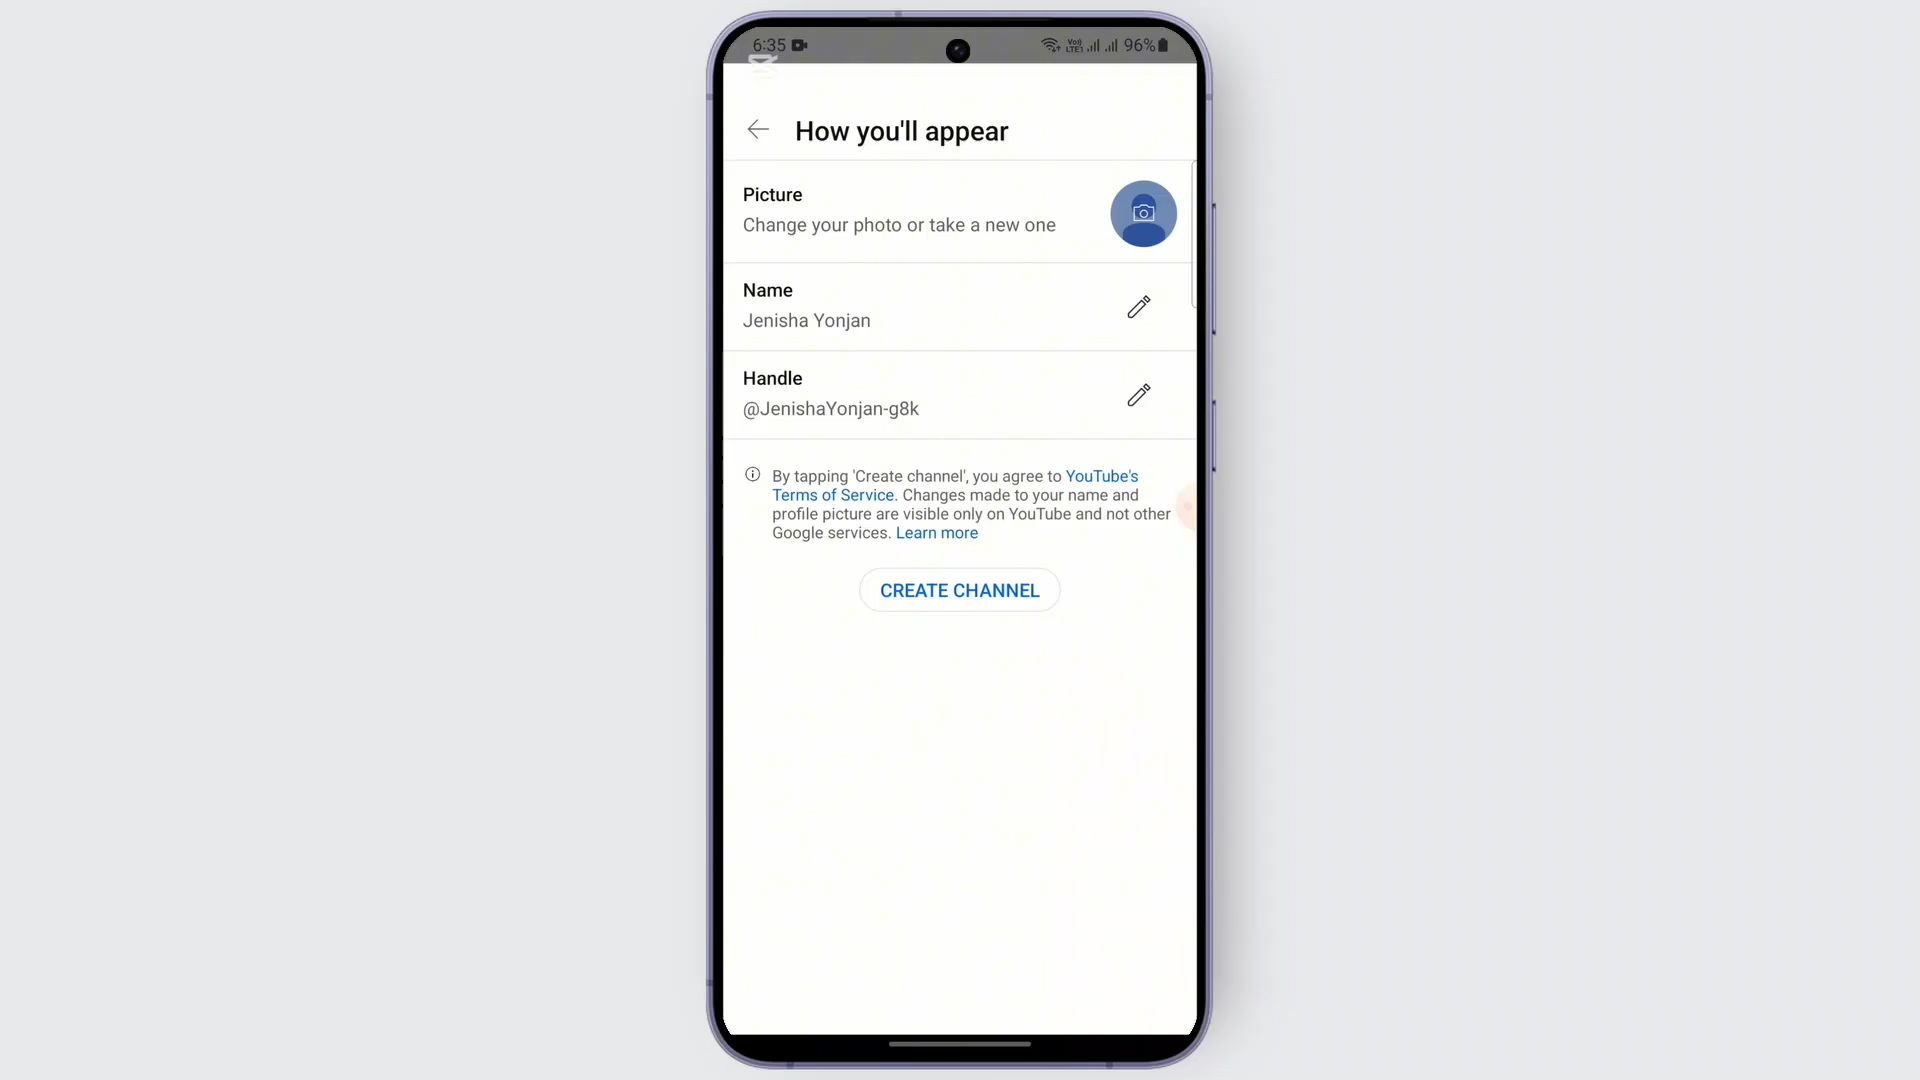 6:35 96%
How you'll appear
Picture
Change your photo or take a new one
Name
Jenisha Yonjan
Handle
@JenishaYonjan-g8k
By tapping 'Create channel', you agree to YouTube's
Terms of Service. Changes made to your name and
profile picture are visible only on YouTube and not other
Google services. Learn more
CREATE CHANNEL